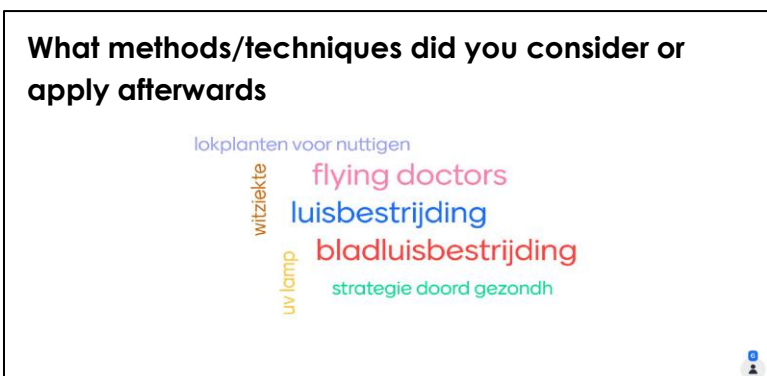 What methods/techniques did you consider or
apply afterwards
lokplanten voor nuttigen
witziekte
flying doctors
luisbestrijding
bladluisbestrijding
uv lamp
strategie doord gezondh
6